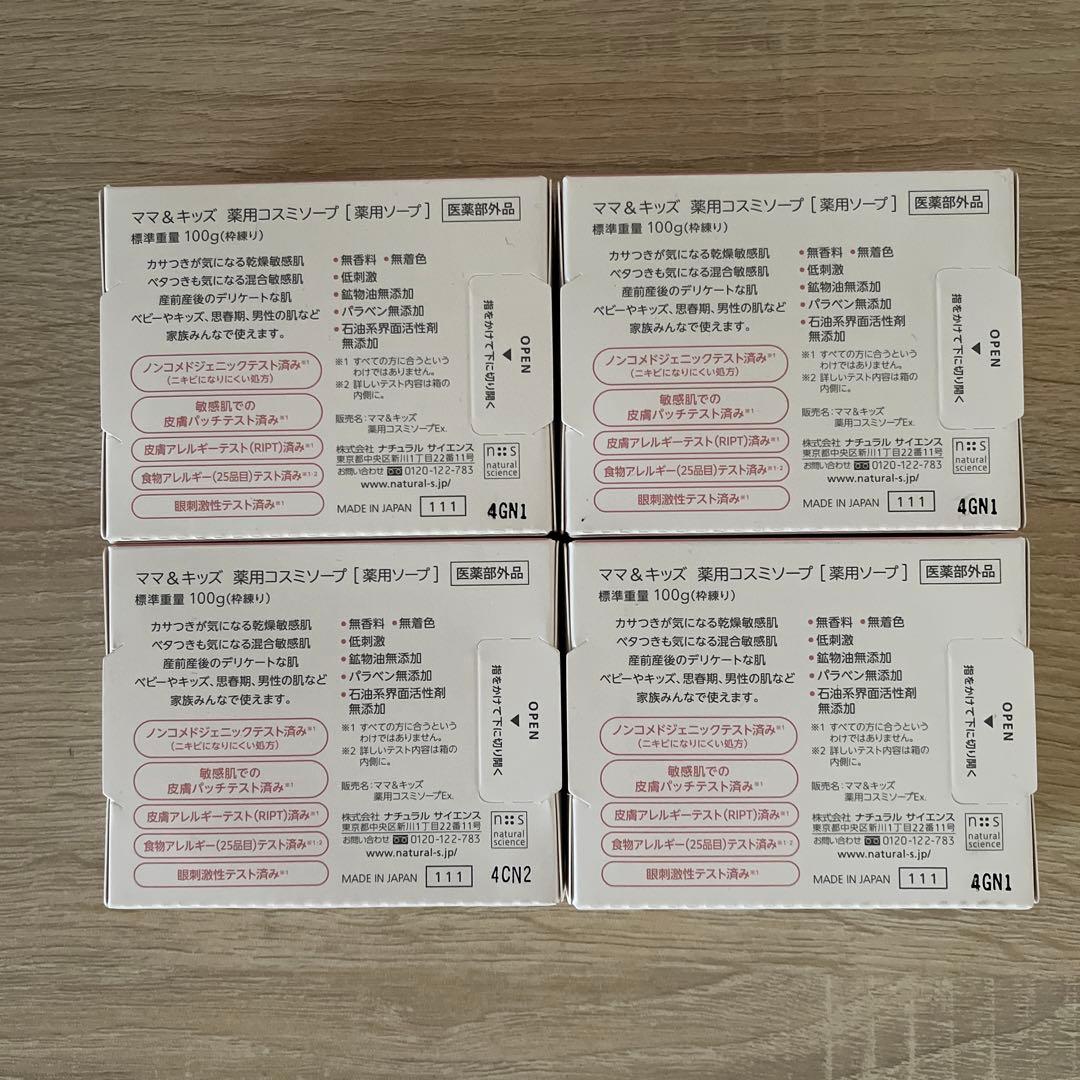 ママ&キッズ 薬用コスミソープ［薬用ソープ］ 医薬部外品
標準重量 100g(枠練り)
カサつきが気になる乾燥敏感肌
ベタつきも気になる混合敏感肌
産前産後のデリケートな肌
ベビーやキッズ、思春期、男性の肌など
家族みんなで使えます。
•無香料 •無着色
•低刺激
•鉱物油無添加
•パラベン無添加
•石油系界面活性剤
無添加
※1 すべての方に合うという
わけではありません。
※2 詳しいテスト内容は箱の
内側に。
ノンコメドジェニックテスト済み※1
(ニキビになりにくい処方)
敏感肌での
皮膚パッチテスト済み※1
皮膚アレルギーテスト(RIPT)済み※1
食物アレルギー(25品目)テスト済み※1･2
眼刺激性テスト済み※1
販売名:ママ&キッズ
薬用コスミソープEx.
株式会社 ナチュラル サイエンス
東京都中央区新川1丁目22番11号
お問い合わせ 0120-122-783
www.natural-s.jp/
n::s
natural
science
MADE IN JAPAN 111 4GN1
OPEN
指をかけて下に切り開く
ママ&キッズ 薬用コスミソープ［薬用ソープ］ 医薬部外品
標準重量 100g(枠練り)
カサつきが気になる乾燥敏感肌
ベタつきも気になる混合敏感肌
産前産後のデリケートな肌
ベビーやキッズ、思春期、男性の肌など
家族みんなで使えます。
•無香料 •無着色
•低刺激
•鉱物油無添加
•パラベン無添加
•石油系界面活性剤
無添加
※1 すべての方に合うという
わけではありません。
※2 詳しいテスト内容は箱の
内側に。
ノンコメドジェニックテスト済み※1
(ニキビになりにくい処方)
敏感肌での
皮膚パッチテスト済み※1
皮膚アレルギーテスト(RIPT)済み※1
食物アレルギー(25品目)テスト済み※1･2
眼刺激性テスト済み※1
販売名:ママ&キッズ
薬用コスミソープEx.
株式会社 ナチュラル サイエンス
東京都中央区新川1丁目22番11号
お問い合わせ 0120-122-783
www.natural-s.jp/
n::s
natural
science
MADE IN JAPAN 111 4GN1
OPEN
指をかけて下に切り開く
ママ&キッズ 薬用コスミソープ［薬用ソープ］ 医薬部外品
標準重量 100g(枠練り)
カサつきが気になる乾燥敏感肌
ベタつきも気になる混合敏感肌
産前産後のデリケートな肌
ベビーやキッズ、思春期、男性の肌など
家族みんなで使えます。
•無香料 •無着色
•低刺激
•鉱物油無添加
•パラベン無添加
•石油系界面活性剤
無添加
※1 すべての方に合うという
わけではありません。
※2 詳しいテスト内容は箱の
内側に。
ノンコメドジェニックテスト済み※1
(ニキビになりにくい処方)
敏感肌での
皮膚パッチテスト済み※1
皮膚アレルギーテスト(RIPT)済み※1
食物アレルギー(25品目)テスト済み※1･2
眼刺激性テスト済み※1
販売名:ママ&キッズ
薬用コスミソープEx.
株式会社 ナチュラル サイエンス
東京都中央区新川1丁目22番11号
お問い合わせ 0120-122-783
www.natural-s.jp/
n::s
natural
science
MADE IN JAPAN 111 4CN2
OPEN
指をかけて下に切り開く
ママ&キッズ 薬用コスミソープ［薬用ソープ］ 医薬部外品
標準重量 100g(枠練り)
カサつきが気になる乾燥敏感肌
ベタつきも気になる混合敏感肌
産前産後のデリケートな肌
ベビーやキッズ、思春期、男性の肌など
家族みんなで使えます。
•無香料 •無着色
•低刺激
•鉱物油無添加
•パラベン無添加
•石油系界面活性剤
無添加
※1 すべての方に合うという
わけではありません。
※2 詳しいテスト内容は箱の
内側に。
ノンコメドジェニックテスト済み※1
(ニキビになりにくい処方)
敏感肌での
皮膚パッチテスト済み※1
皮膚アレルギーテスト(RIPT)済み※1
食物アレルギー(25品目)テスト済み※1･2
眼刺激性テスト済み※1
販売名:ママ&キッズ
薬用コスミソープEx.
株式会社 ナチュラル サイエンス
東京都中央区新川1丁目22番11号
お問い合わせ 0120-122-783
www.natural-s.jp/
n::s
natural
science
MADE IN JAPAN 111 4GN1
OPEN
指をかけて下に切り開く